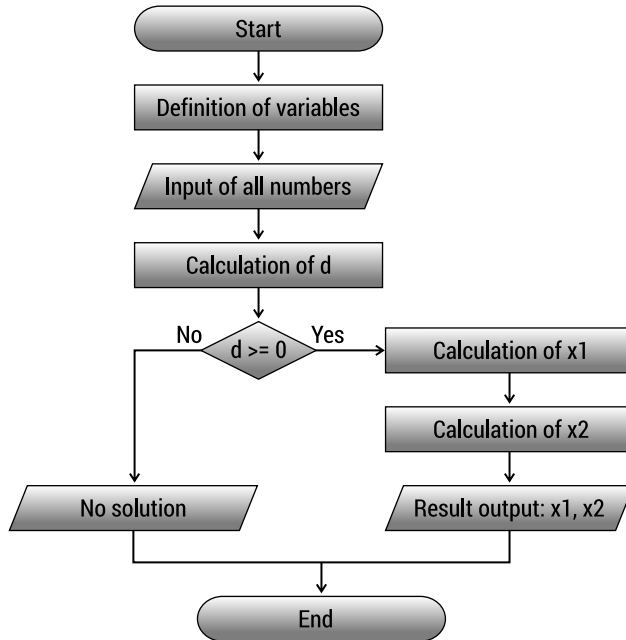 Start
Definition of variables
Input of all numbers
Calculation of d
No
Yes
d >= 0
Calculation of x1
Calculation of x2
No solution
Result output: x1, x2
End